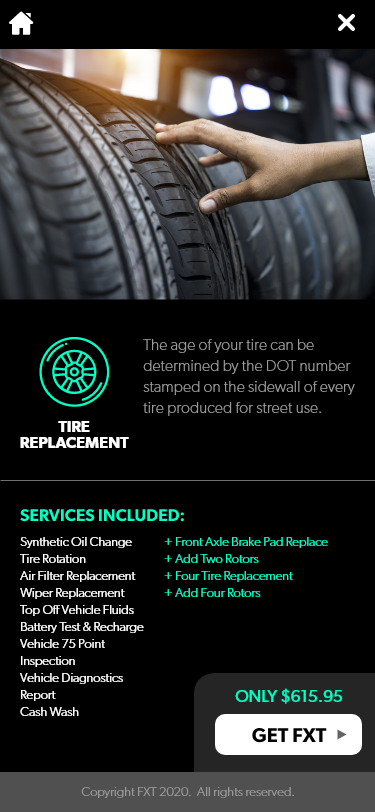 The age of your tire can be
determined by the DOT number
stamped on the sidewall of every
tire produced for street use.
TIRE
REPLACEMENT
SERVICES INCLUDED:
Synthetic Oil Change
Tire Rotation
Air Filter Replacement
Wiper Replacement
Top Off Vehicle Fluids
Battery Test & Recharge
Vehicle 75 Point
Inspection
Vehicle Diagnostics
Report
Cash Wash
+ Front Axle Brake Pad Replace
+ Add Two Rotors
+ Four Tire Replacement
+ Add Four Rotors
ONLY $615.95
GET FXT
Copyright FXT 2020. All rights reserved.